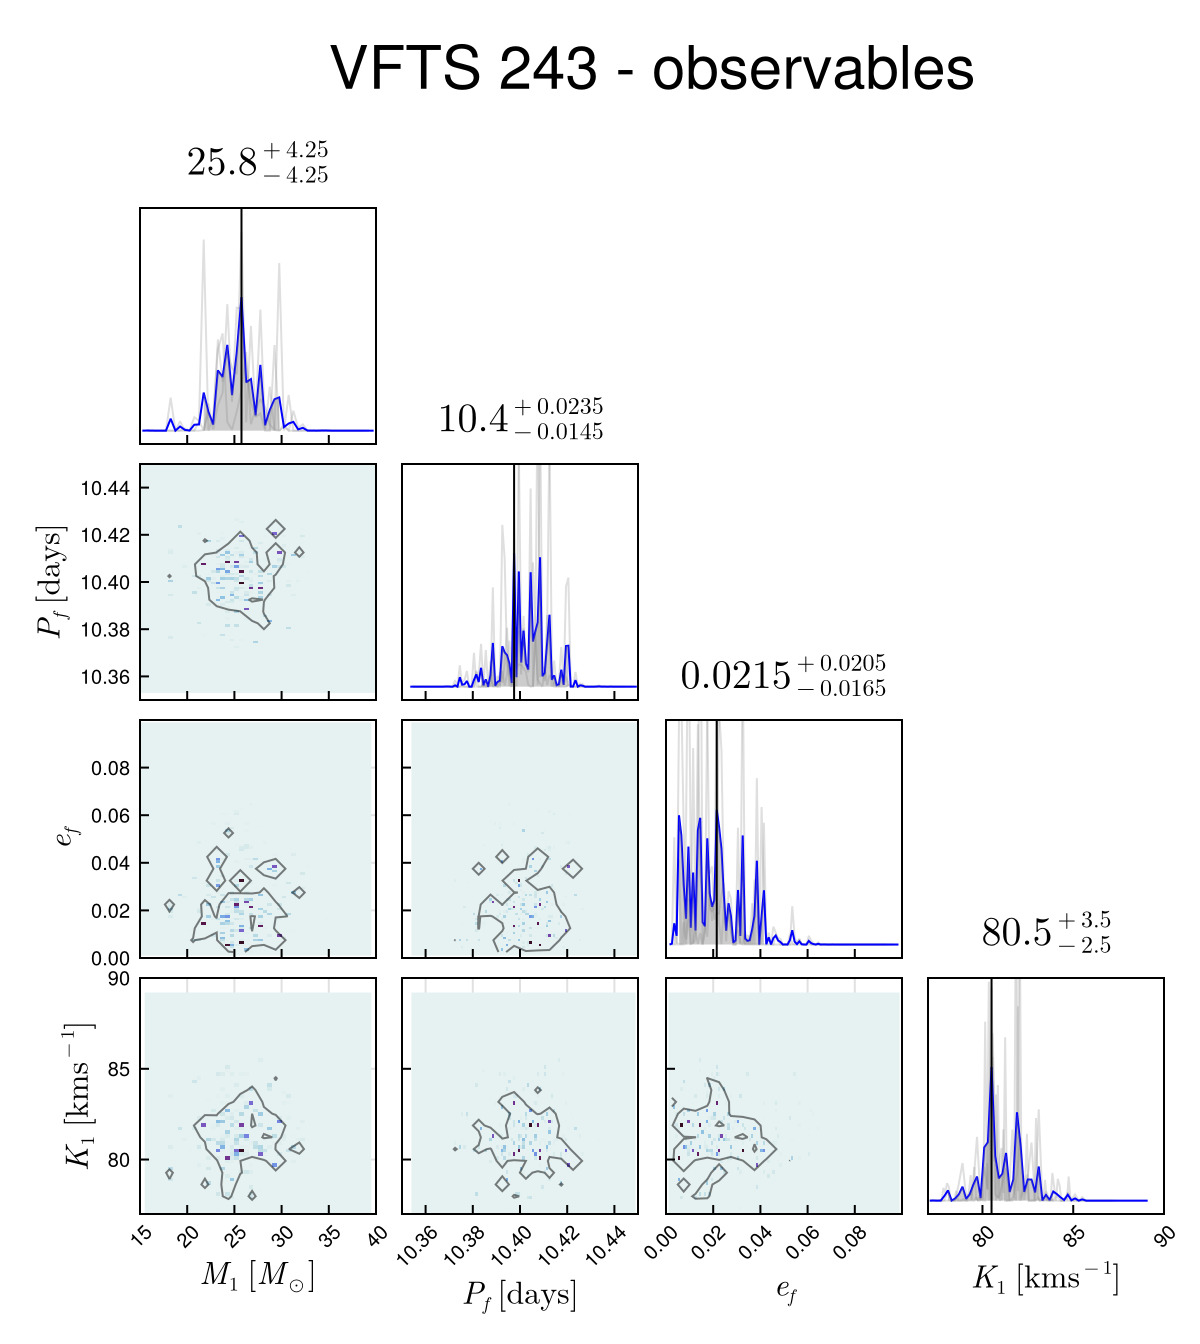 VFTS 243 - observables
25.8 +4.25 −4.25
10.4 +0.0235 −0.0145
10.44
10.42
10.40
10.38
10.36
P_f [days]
0.0215 +0.0205 −0.0165
0.08
0.06
0.04
0.02
0.00
e_f
80.5 +3.5 −2.5
90
85
80
K₁ [kms⁻¹]
15 20 25 30 35 40
10.36 10.38 10.40 10.42 10.44
0.00 0.02 0.04 0.06 0.08
80 85 90
M₁ [M⊙]
P_f [days]
e_f
K₁ [kms⁻¹]